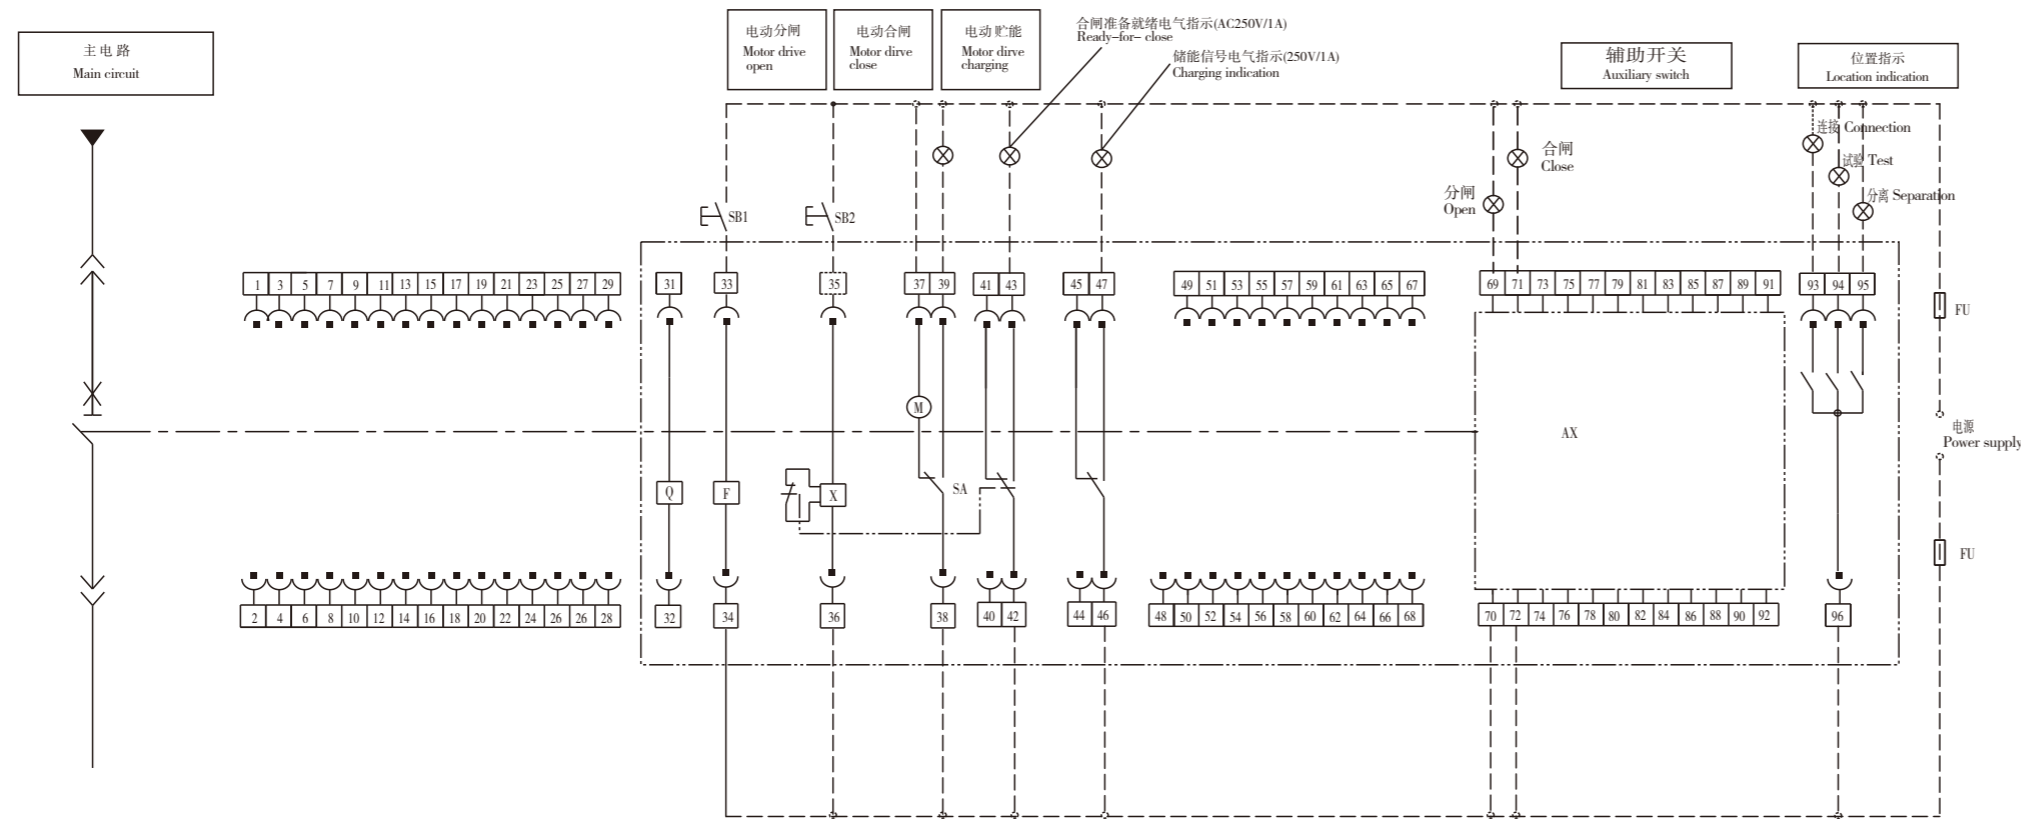 主电路
Main circuit
电动分闸
Motor drive
open
电动合闸
Motor dirve
close
电动 贮能
Motor dirve
charging
合闸准备就绪电气指示(AC250V/1A)
Ready-for- close
储能信号电气指示(250V/1A)
Charging indication
辅助开关
Auxiliary switch
位置指示
Location indication
连接 Connection
试验 Test
分离 Separation
合闸
Close
分闸
Open
SB1
SB2
1 3 5 7 9 11 13 15 17 19 21 23 25 27 29
31
33
35
37 39
41 43
45 47
49 51 53 55 57 59 61 63 65 67
69 71 73 75 77 79 81 83 85 87 89 91
93 94 95
FU
M
AX
电源
Power supply
Q
F
X
SA
FU
2 4 6 8 10 12 14 16 18 20 22 24 26 26 28
32
34
36
38
40 42
44 46
48 50 52 54 56 58 60 62 64 66 68
70 72 74 76 78 80 82 84 86 88 90 92
96